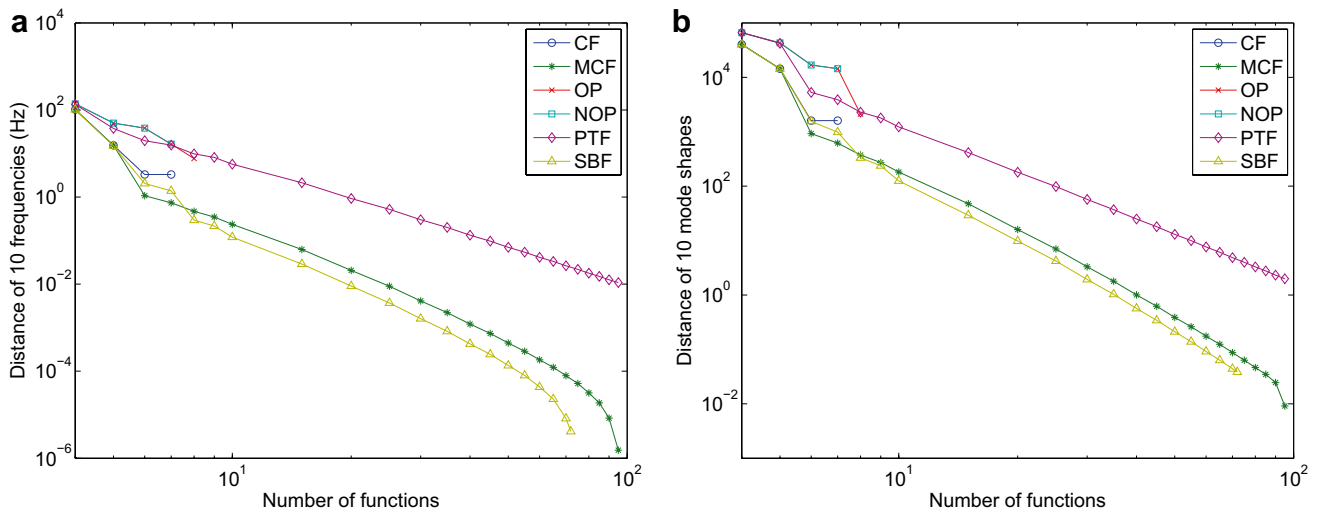 a
Distance of 10 frequencies (Hz)
10^4
10^2
10^0
10^-2
10^-4
10^-6
CF
MCF
OP
NOP
PTF
SBF
10^1
10^2
Number of functions
b
Distance of 10 mode shapes
10^4
10^2
10^0
10^-2
CF
MCF
OP
NOP
PTF
SBF
10^1
10^2
Number of functions